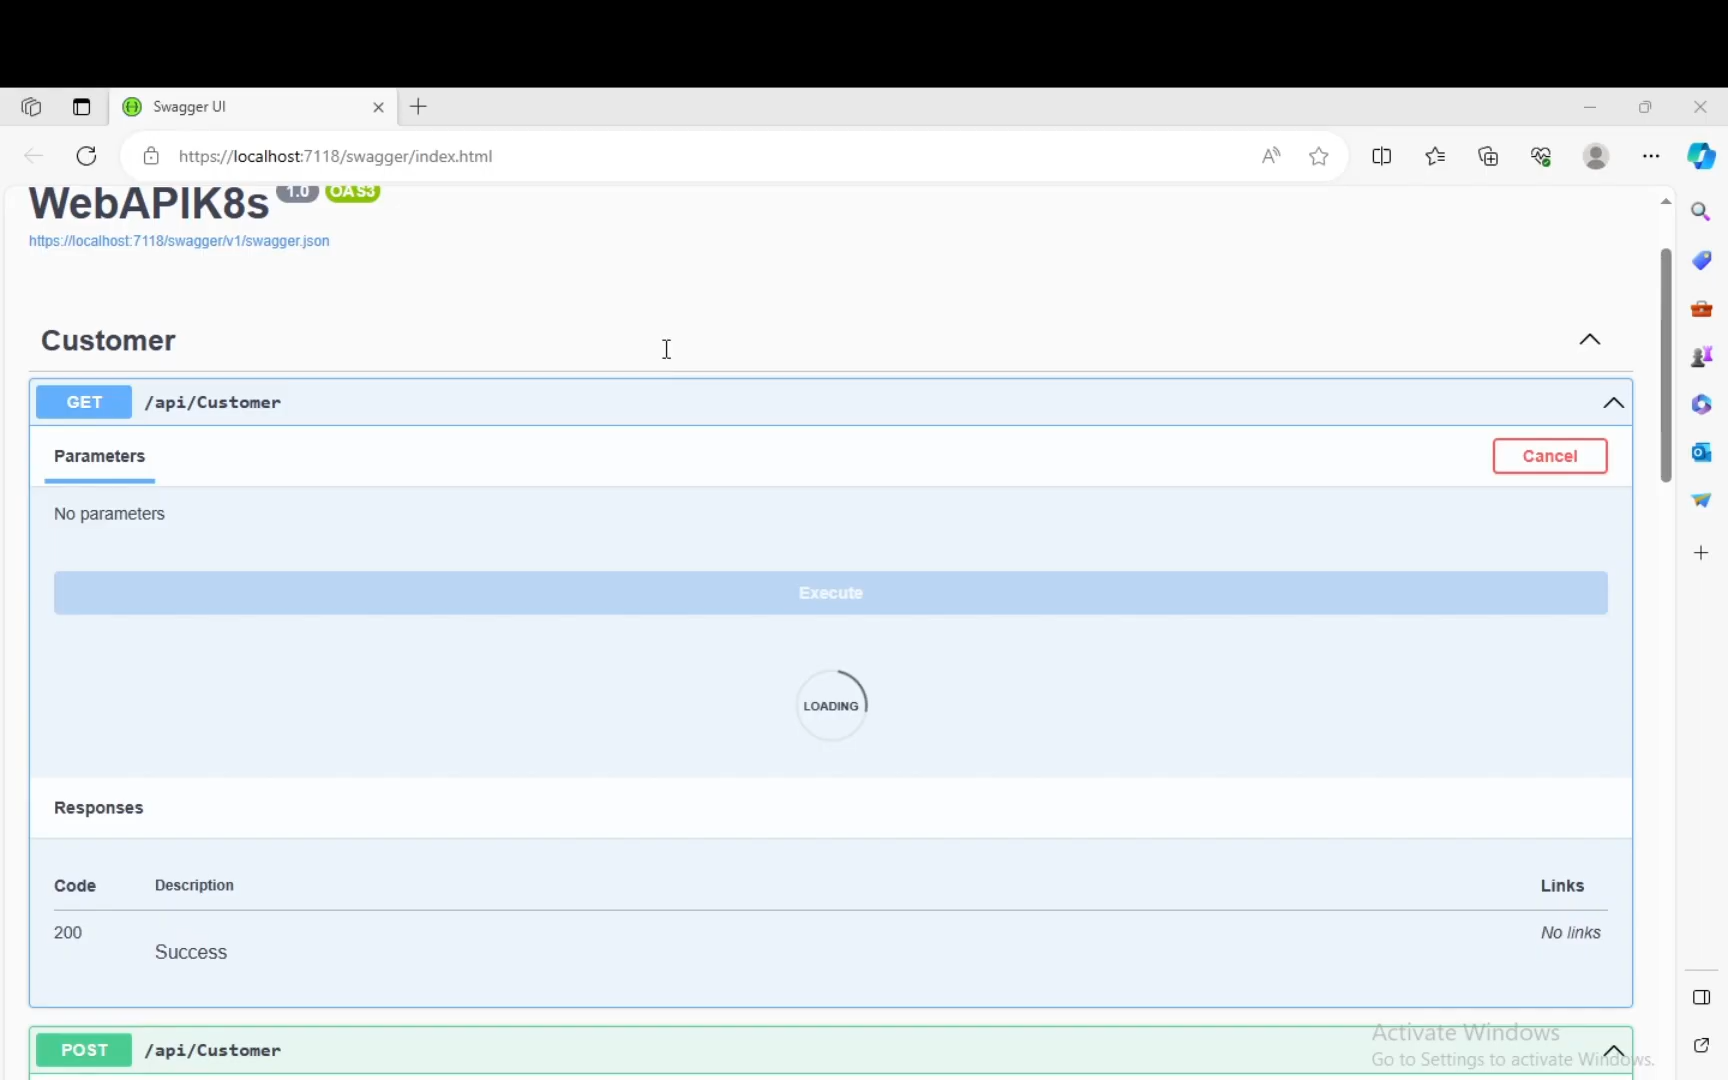 Swagger UI
https://localhost:7118/swagger/index.html
WebAPIK8s 1.0 OAS3
https://localhost:7118/swagger/v1/swagger.json
Customer
GET /api/Customer
Parameters Cancel
No parameters
Execute
LOADING
Responses
Code Description Links
200 No links
Success
POST /api/Customer
Activate Windows
Go to Settings to activate Windows.